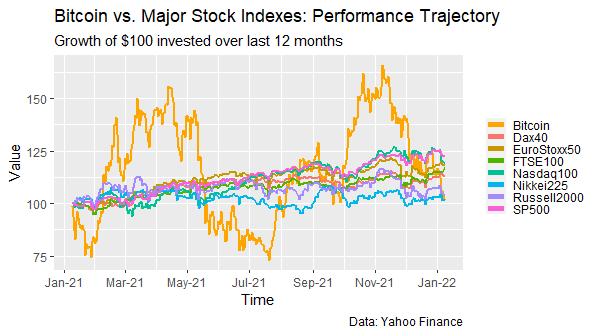 Bitcoin vs. Major Stock Indexes: Performance Trajectory
Growth of $100 invested over last 12 months
Value
150
125
100
75
Jan-21 Mar-21 May-21 Jul-21 Sep-21 Nov-21 Jan-22
Time
Bitcoin
Dax40
EuroStoxx50
FTSE100
Nasdaq100
Nikkei225
Russell2000
SP500
Data: Yahoo Finance